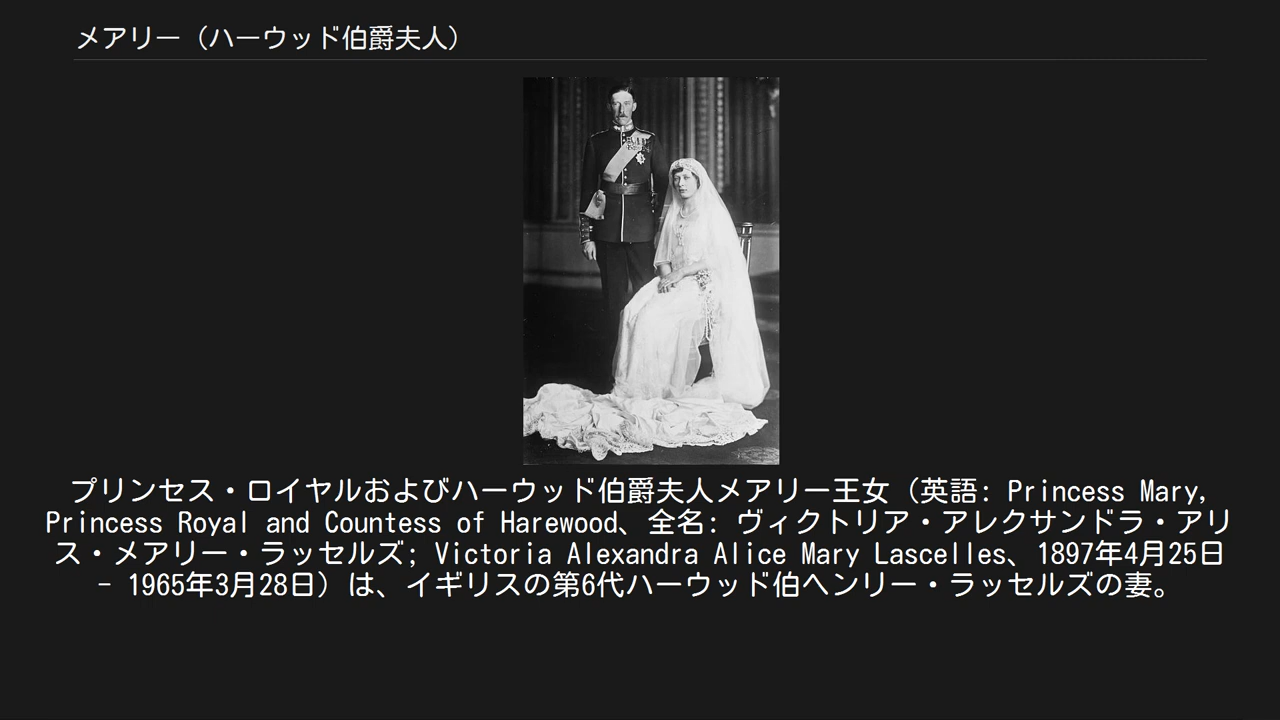 メアリー（ハーウッド伯爵夫人）
プリンセス・ロイヤルおよびハーウッド伯爵夫人メアリー王女（英語: Princess Mary,
Princess Royal and Countess of Harewood、全名: ヴィクトリア・アレクサンドラ・アリ
ス・メアリー・ラッセルズ; Victoria Alexandra Alice Mary Lascelles、1897年4月25日
- 1965年3月28日）は、イギリスの第6代ハーウッド伯ヘンリー・ラッセルズの妻。